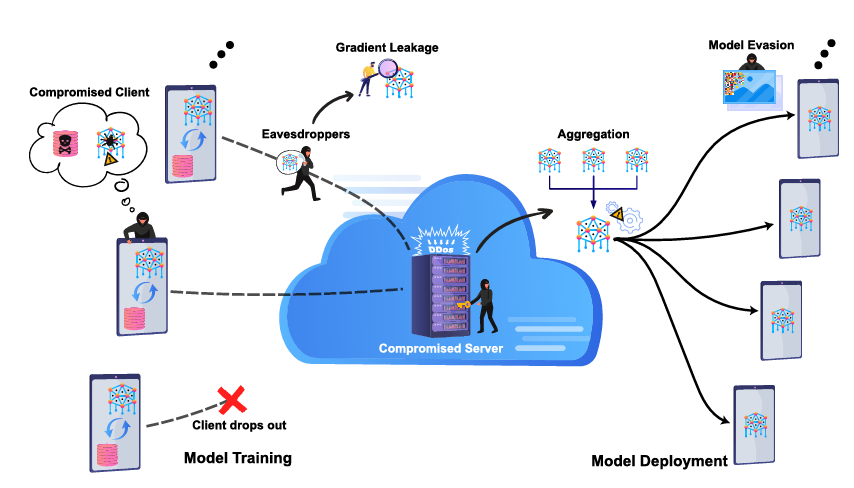 Gradient Leakage
Model Evasion
Compromised Client
Eavesdroppers
Aggregation
DDos
Compromised Server
Client drops out
Model Training
Model Deployment